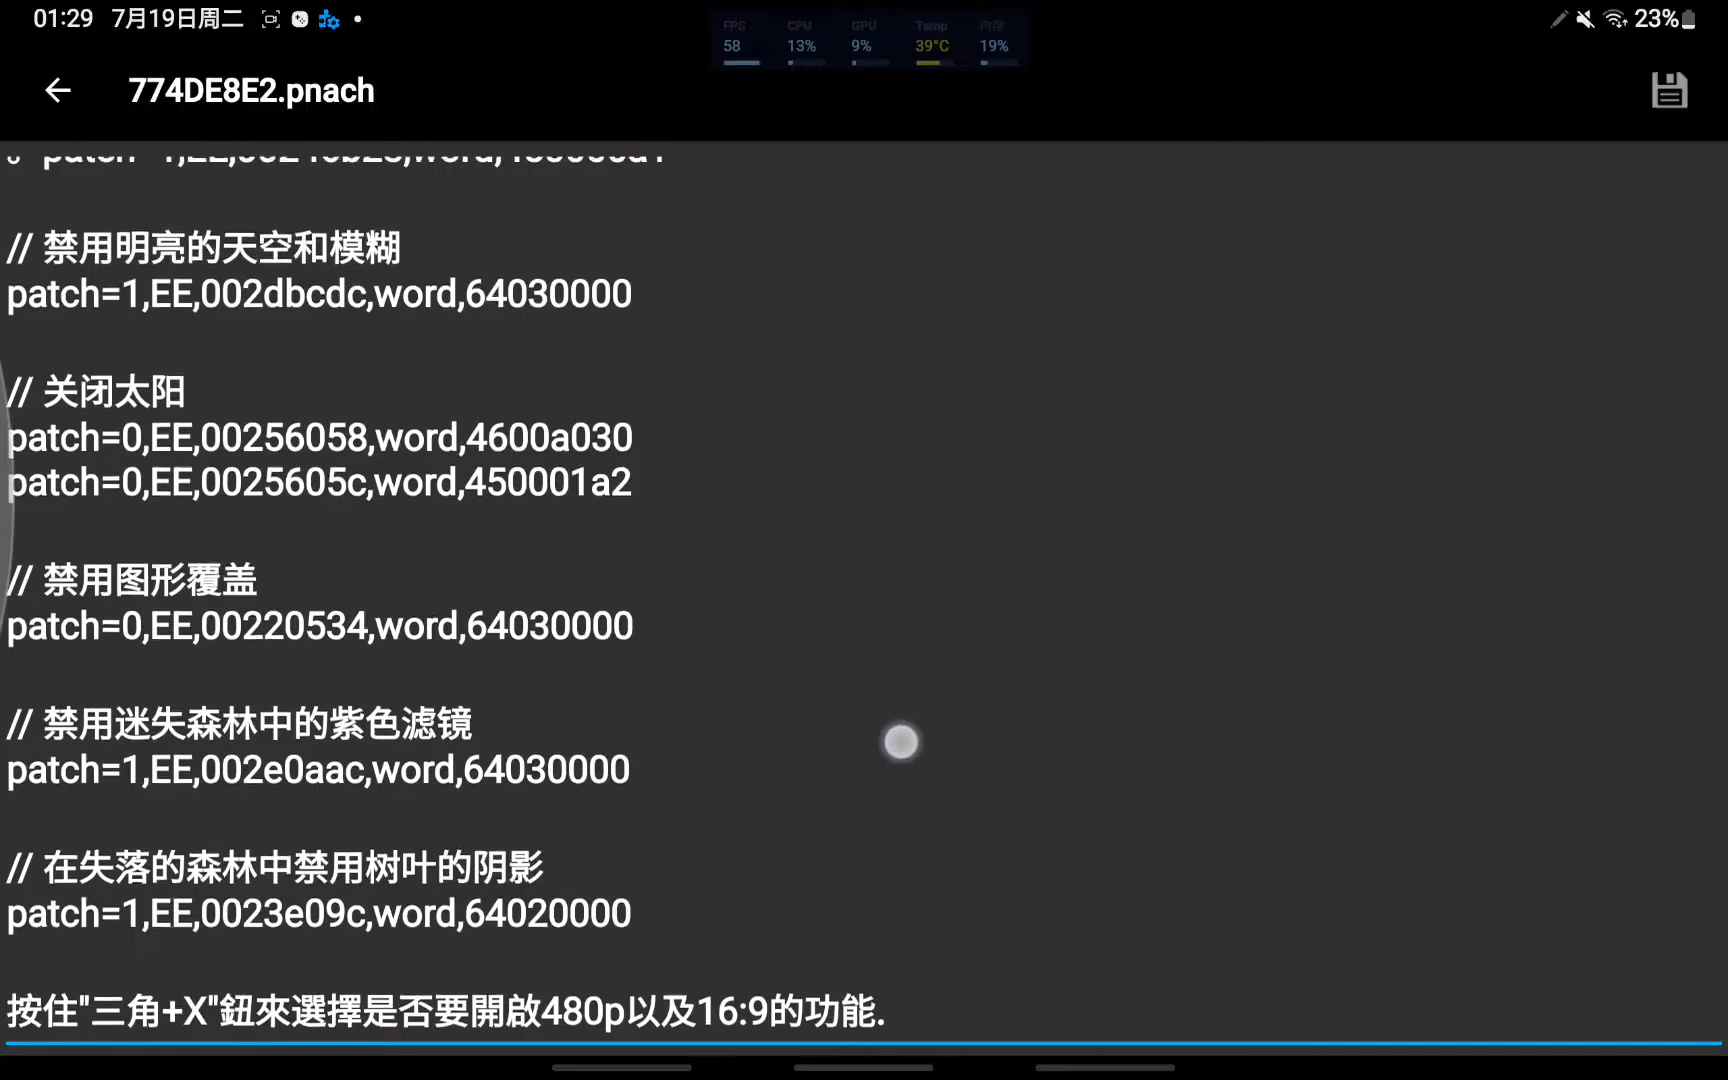 01:29 7月19日周二
23%
FPS CPU GPU Temp 内存
58 13% 9% 39°C 19%
774DE8E2.pnach
// 禁用明亮的天空和模糊
patch=1,EE,002dbcdc,word,64030000
// 关闭太阳
patch=0,EE,00256058,word,4600a030
patch=0,EE,0025605c,word,450001a2
// 禁用图形覆盖
patch=0,EE,00220534,word,64030000
// 禁用迷失森林中的紫色滤镜
patch=1,EE,002e0aac,word,64030000
// 在失落的森林中禁用树叶的阴影
patch=1,EE,0023e09c,word,64020000
按住"三角+X"鈕來選擇是否要開啟480p以及16:9的功能.